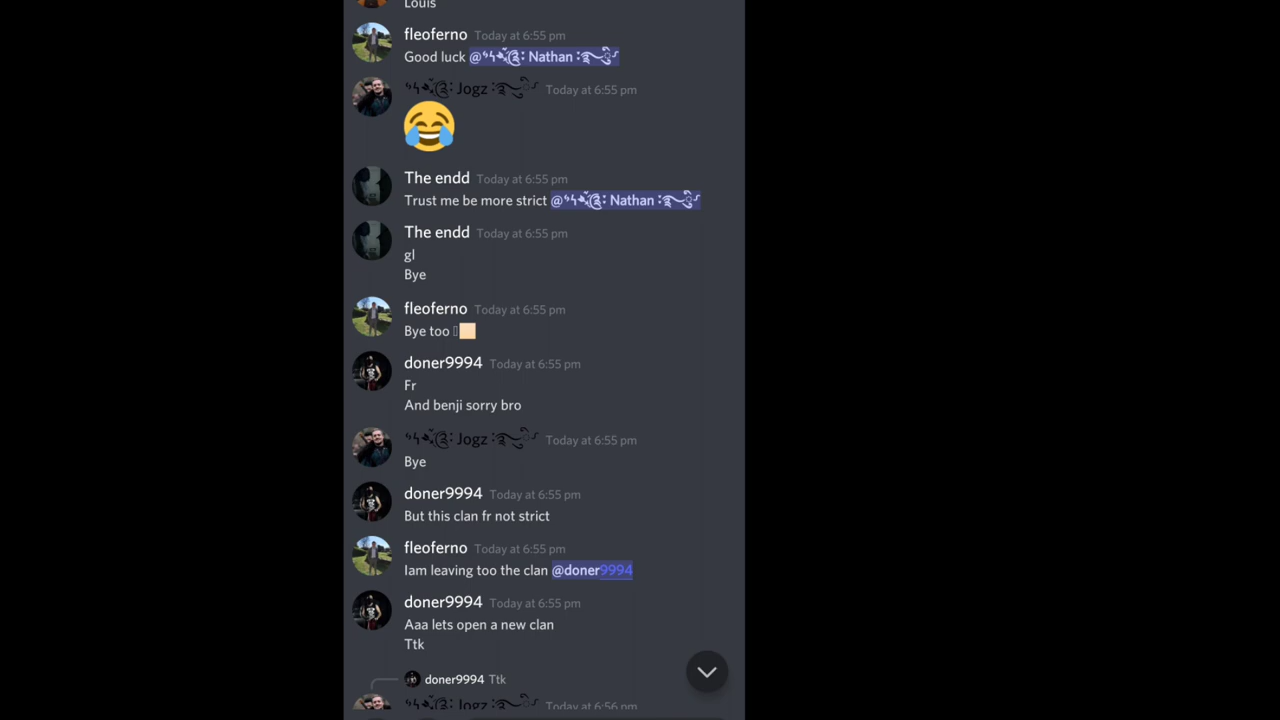 Louis
fleoferno Today at 6:55 pm
Good luck @ Nathan
Jogz Today at 6:55 pm
The endd Today at 6:55 pm
Trust me be more strict @ Nathan
The endd Today at 6:55 pm
gl
Bye
fleoferno Today at 6:55 pm
Bye too
doner9994 Today at 6:55 pm
Fr
And benji sorry bro
Jogz Today at 6:55 pm
Bye
doner9994 Today at 6:55 pm
But this clan fr not strict
fleoferno Today at 6:55 pm
Iam leaving too the clan @doner9994
doner9994 Today at 6:55 pm
Aaa lets open a new clan
Ttk
doner9994 Ttk
Jogz Today at 6:56 pm